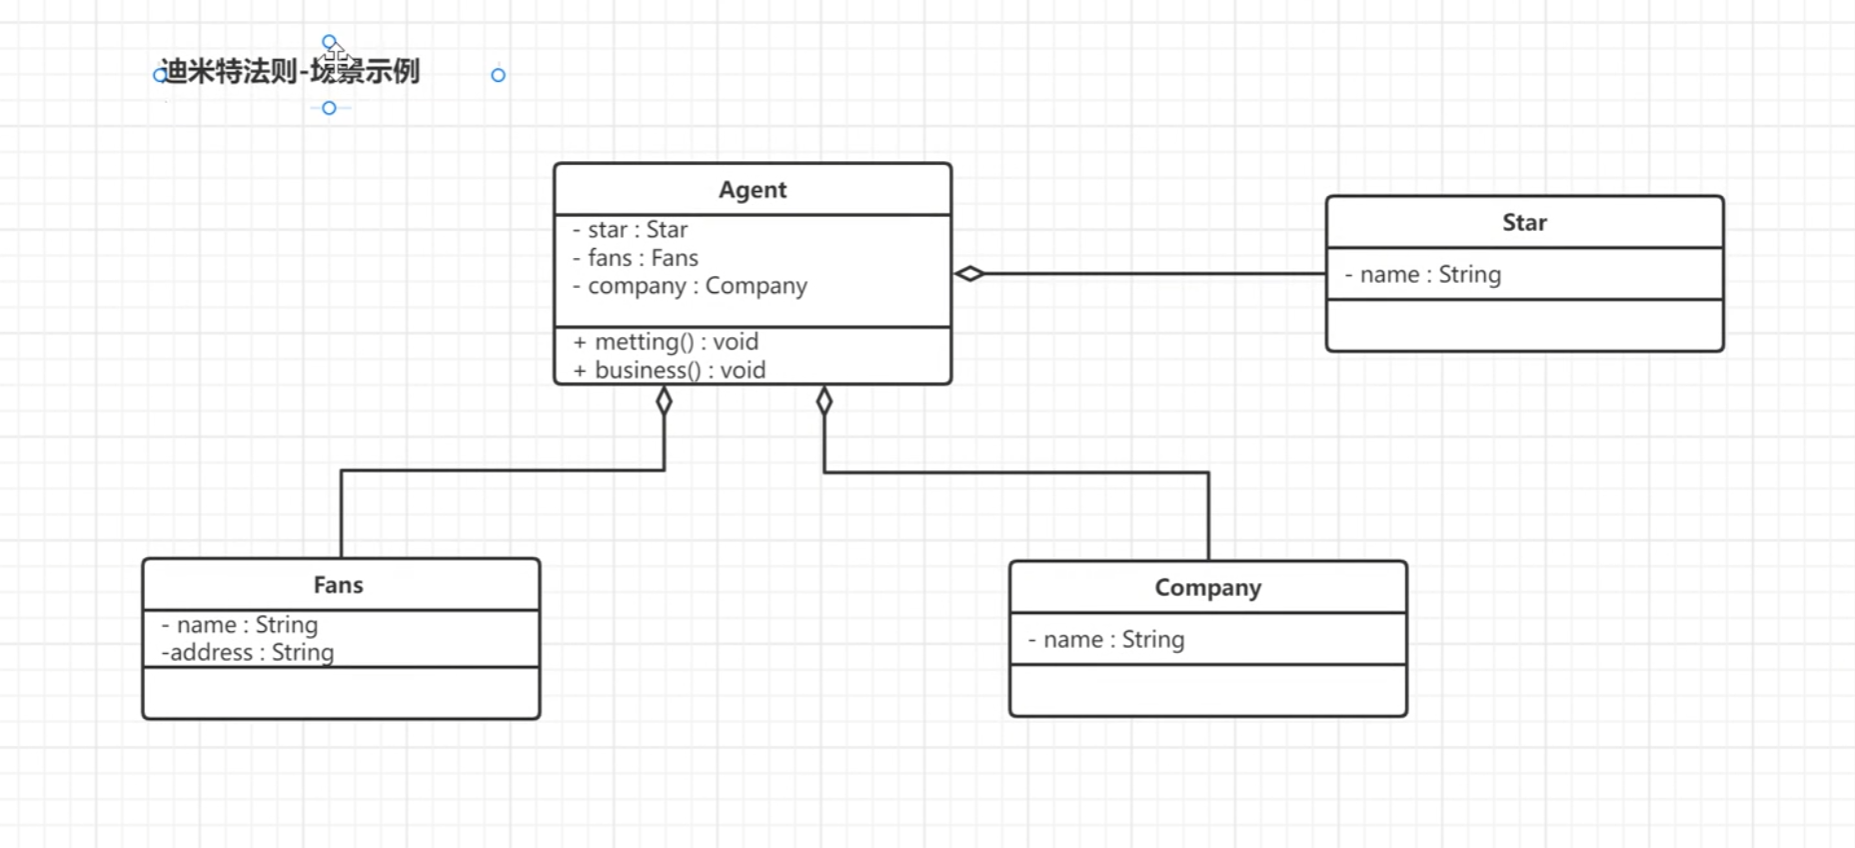 迪米特法则-场景示例
Agent
- star : Star
- fans : Fans
- company : Company
+ metting() : void
+ business() : void
Star
- name : String
Fans
- name : String
-address : String
Company
- name : String